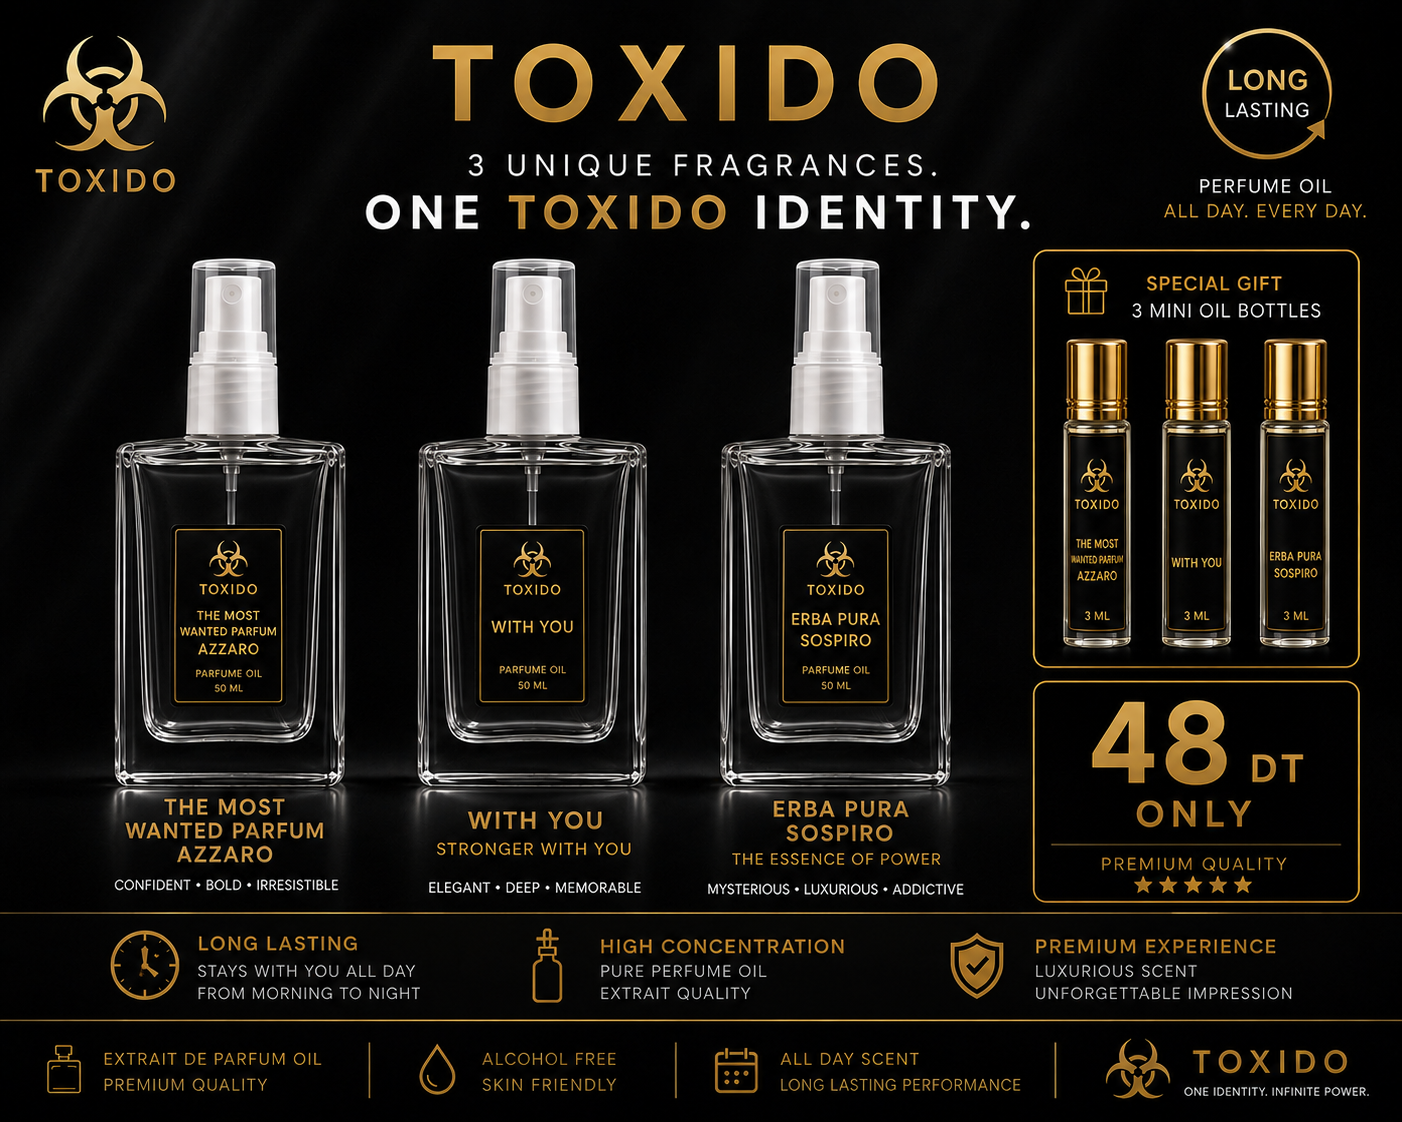 TOXIDO
TOXIDO
3 UNIQUE FRAGRANCES.
ONE TOXIDO IDENTITY.
LONG
LASTING
PERFUME OIL
ALL DAY. EVERY DAY.
SPECIAL GIFT
3 MINI OIL BOTTLES
TOXIDO
THE MOST
WANTED PARFUM
AZZARO
3 ML
TOXIDO
WITH YOU
3 ML
TOXIDO
ERBA PURA
SOSPIRO
3 ML
TOXIDO
THE MOST
WANTED PARFUM
AZZARO
PARFUME OIL
50 ML
TOXIDO
WITH YOU
PARFUME OIL
50 ML
TOXIDO
ERBA PURA
SOSPIRO
PARFUME OIL
50 ML
THE MOST
WANTED PARFUM
AZZARO
CONFIDENT • BOLD • IRRESISTIBLE
WITH YOU
STRONGER WITH YOU
ELEGANT • DEEP • MEMORABLE
ERBA PURA
SOSPIRO
THE ESSENCE OF POWER
MYSTERIOUS • LUXURIOUS • ADDICTIVE
48 DT
ONLY
PREMIUM QUALITY
LONG LASTING
STAYS WITH YOU ALL DAY
FROM MORNING TO NIGHT
HIGH CONCENTRATION
PURE PERFUME OIL
EXTRAIT QUALITY
PREMIUM EXPERIENCE
LUXURIOUS SCENT
UNFORGETTABLE IMPRESSION
EXTRAIT DE PARFUM OIL
PREMIUM QUALITY
ALCOHOL FREE
SKIN FRIENDLY
ALL DAY SCENT
LONG LASTING PERFORMANCE
TOXIDO
ONE IDENTITY. INFINITE POWER.